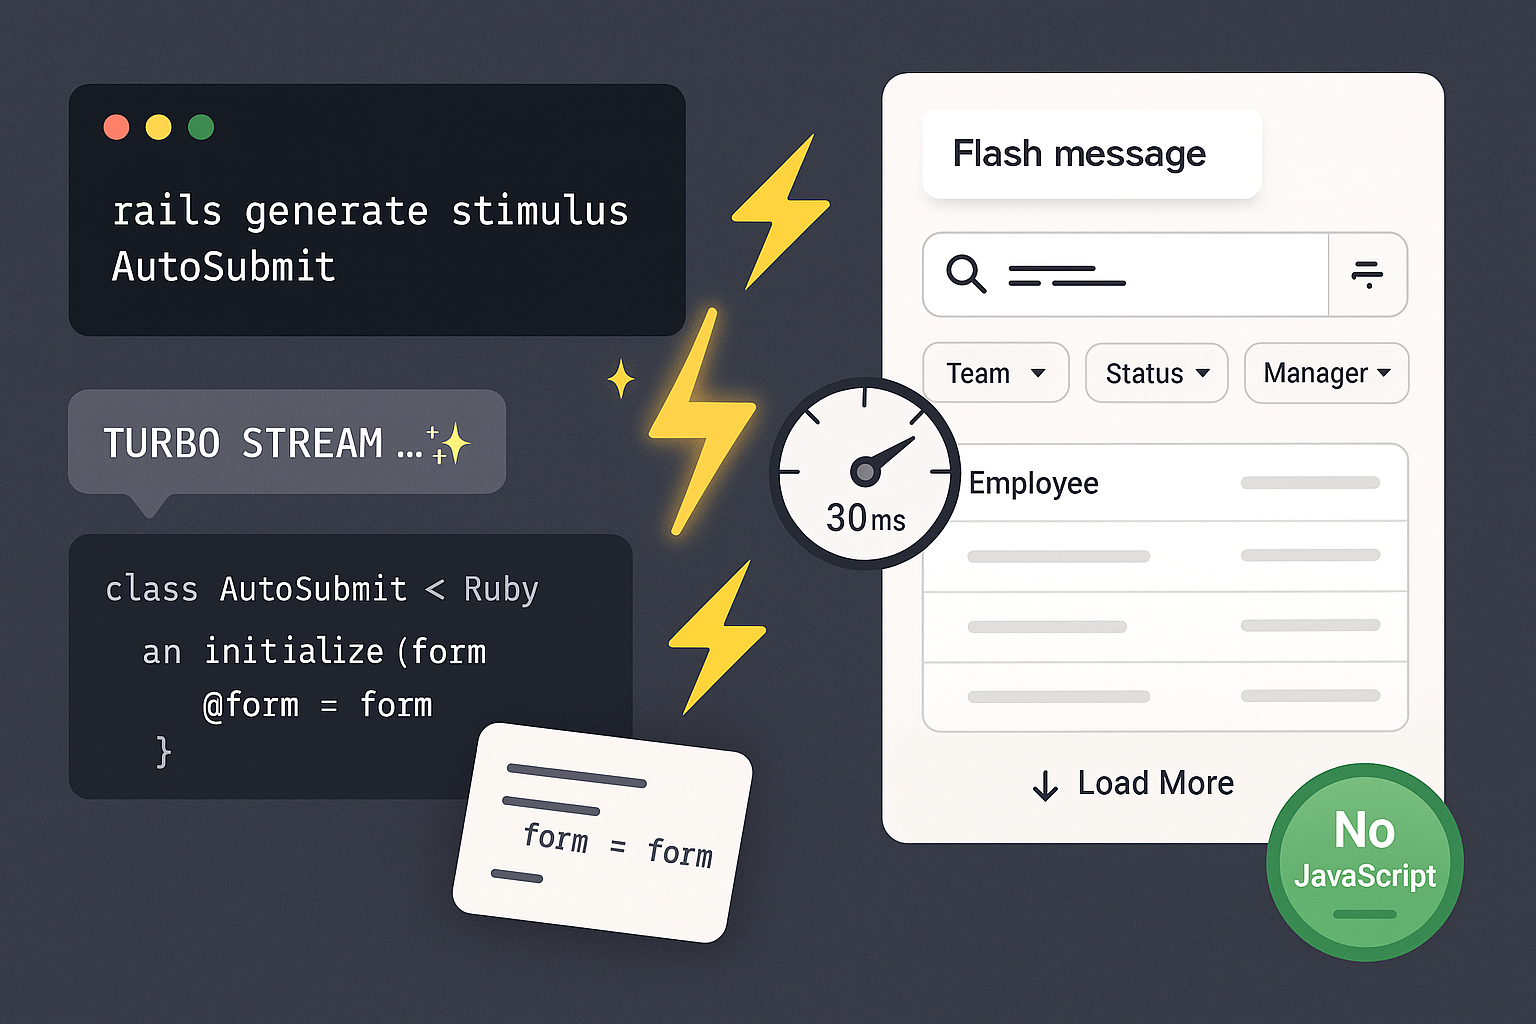 rails generate stimulus
AutoSubmit
TURBO STREAM ...
class AutoSubmit < Ruby
an initialize (form
@form = form
}
form = form
30 ms
Flash message
Team
Status
Manager
Employee
Load More
No
JavaScript